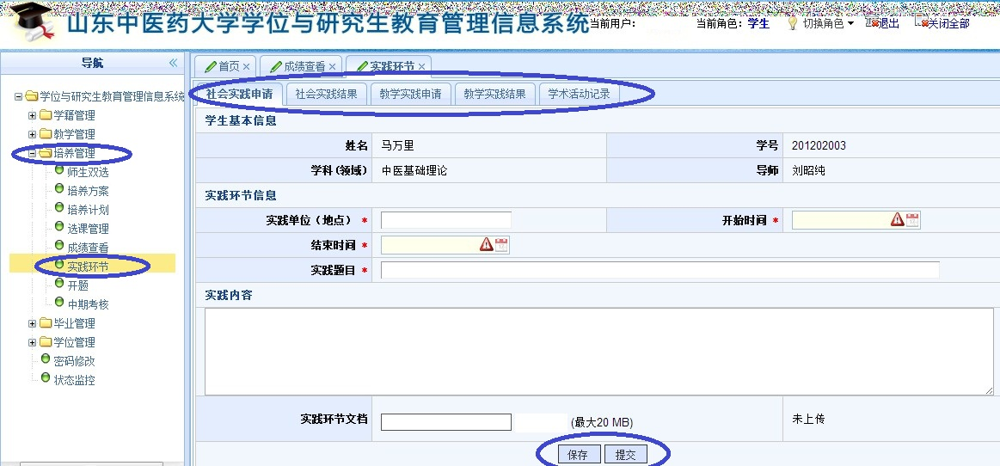 山东中医药大学学位与研究生教育管理信息系统 当前用户： 当前角色：学生 切换角色 退出 关闭全部
导航
学位与研究生教育管理信息系统
学籍管理
教学管理
培养管理
师生双选
培养方案
培养计划
选课管理
成绩查看
实践环节
开题
中期考核
毕业管理
学位管理
密码修改
状态监控
首页 成绩查看 实践环节
社会实践申请 社会实践结果 教学实践申请 教学实践结果 学术活动记录
学生基本信息
姓名 马万里 学号 201202003
学科(领域) 中医基础理论 导师 刘昭纯
实践环节信息
实践单位（地点） * 开始时间 *
结束时间 *
实践题目 *
实践内容
实践环节文档 (最大20 MB) 未上传
保存 提交